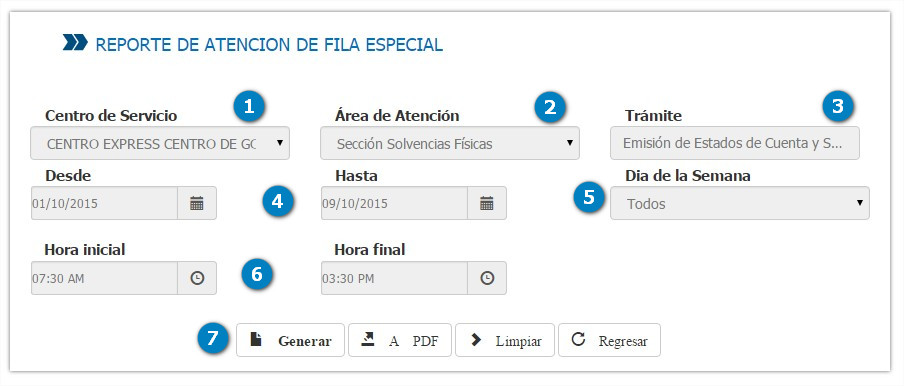 REPORTE DE ATENCION DE FILA ESPECIAL
1 2 3
Centro de Servicio Área de Atención Trámite
CENTRO EXPRESS CENTRO DE GO Sección Solvencias Físicas Emisión de Estados de Cuenta y S...
Desde Hasta Dia de la Semana
01/10/2015 4 09/10/2015 5 Todos
Hora inicial Hora final
07:30 AM 6 03:30 PM
7 Generar A PDF Limpiar Regresar